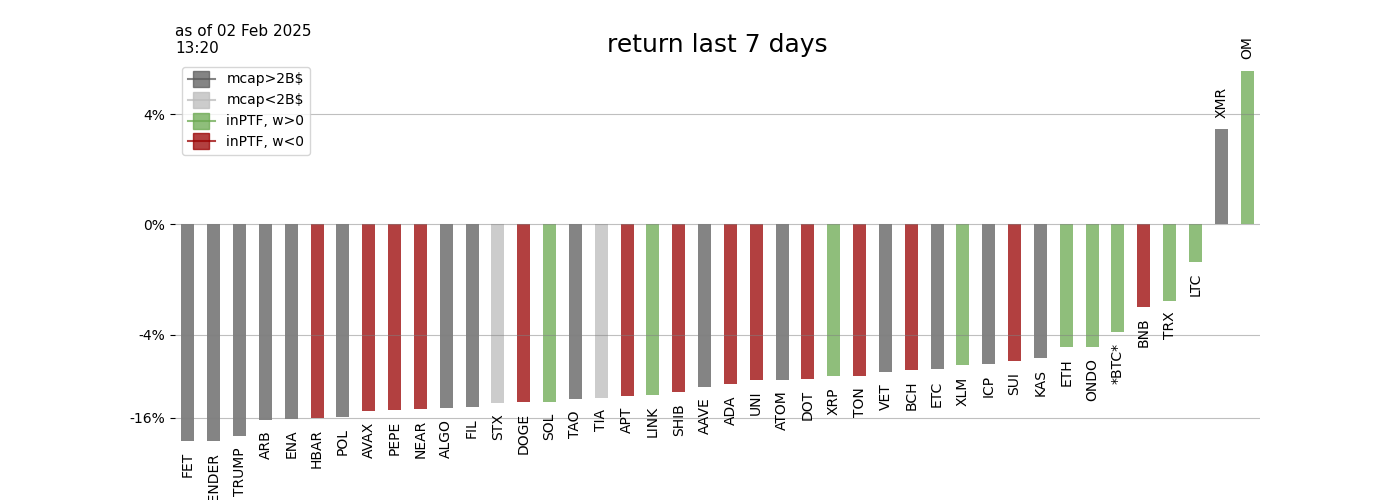 as of 02 Feb 2025
13:20
return last 7 days
mcap>2B$
mcap<2B$
inPTF, w>0
inPTF, w<0
4%
0%
-4%
-16%
FET
ENDER
TRUMP
ARB
ENA
HBAR
POL
AVAX
PEPE
NEAR
ALGO
FIL
STX
DOGE
SOL
TAO
TIA
APT
LINK
SHIB
AAVE
ADA
UNI
ATOM
DOT
XRP
TON
VET
BCH
ETC
XLM
ICP
SUI
KAS
ETH
ONDO
*BTC*
BNB
TRX
LTC
XMR
OM